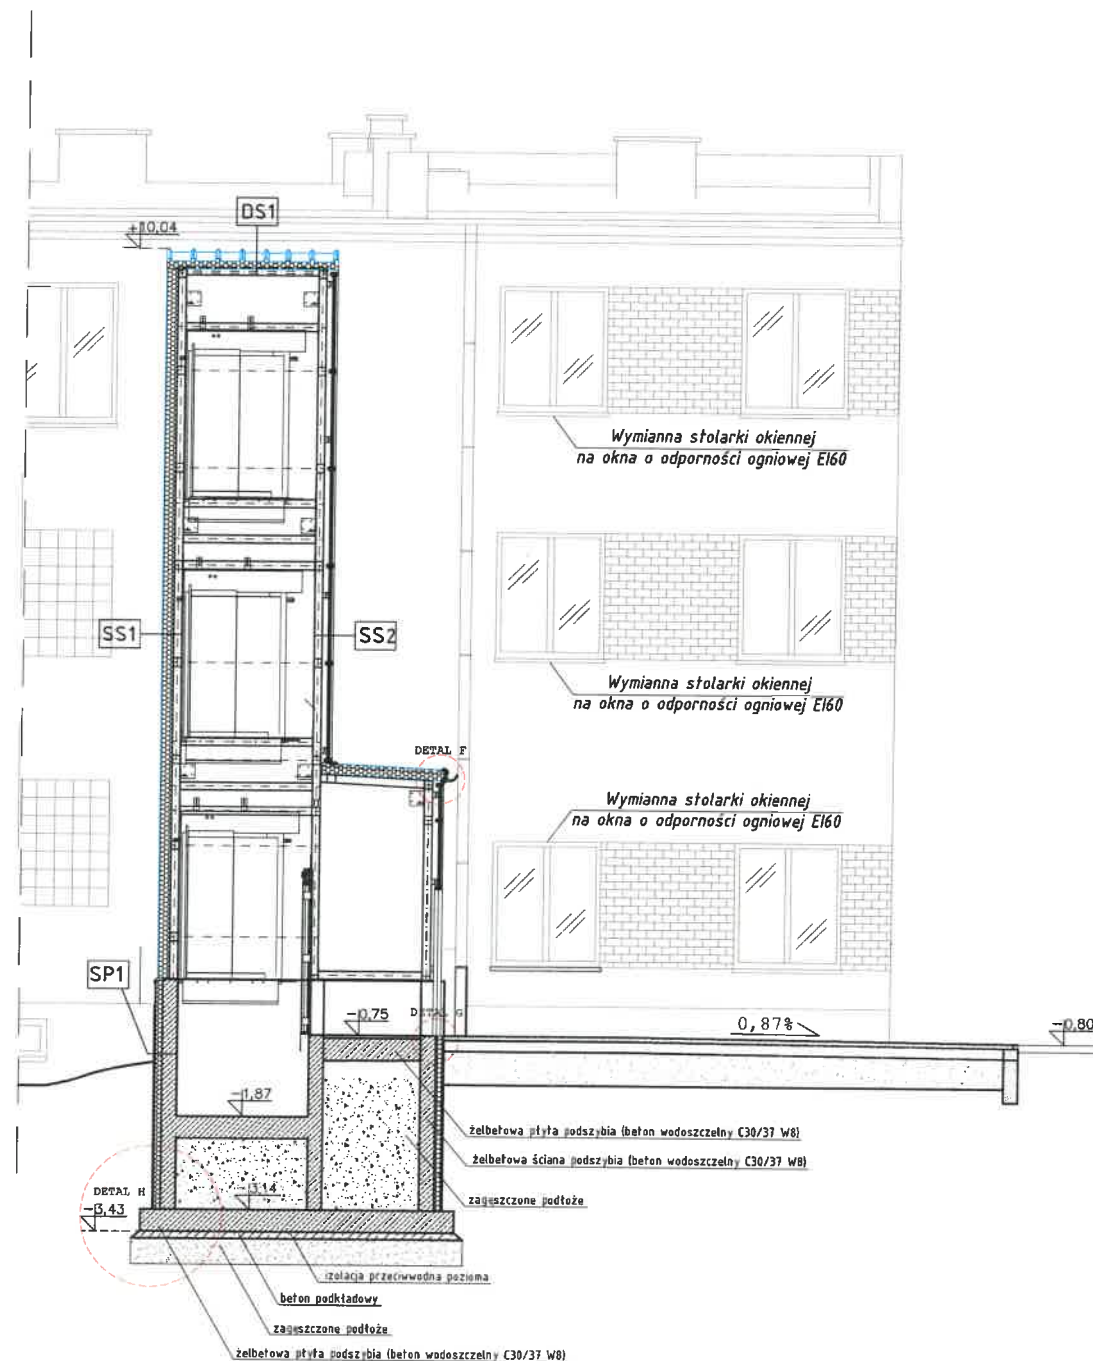 DS1
+10,04
Wymianna stolarki okiennej
na okna o odporności ogniowej EI60
SS1
SS2
Wymianna stolarki okiennej
na okna o odporności ogniowej EI60
DETAL F
Wymianna stolarki okiennej
na okna o odporności ogniowej EI60
SP1
-0,75
DETAL G
0,87%
-0,80
-1,87
żelbetowa płyta podszybia (beton wodoszczelny C30/37 W8)
żelbetowa ściana podszybia (beton wodoszczelny C30/37 W8)
zagęszczone podłoże
DETAL H
-3,14
-3,43
izolacja przeciwwodna pozioma
beton podkładowy
zagęszczone podłoże
żelbetowa płyta podszybia (beton wodoszczelny C30/37 W8)